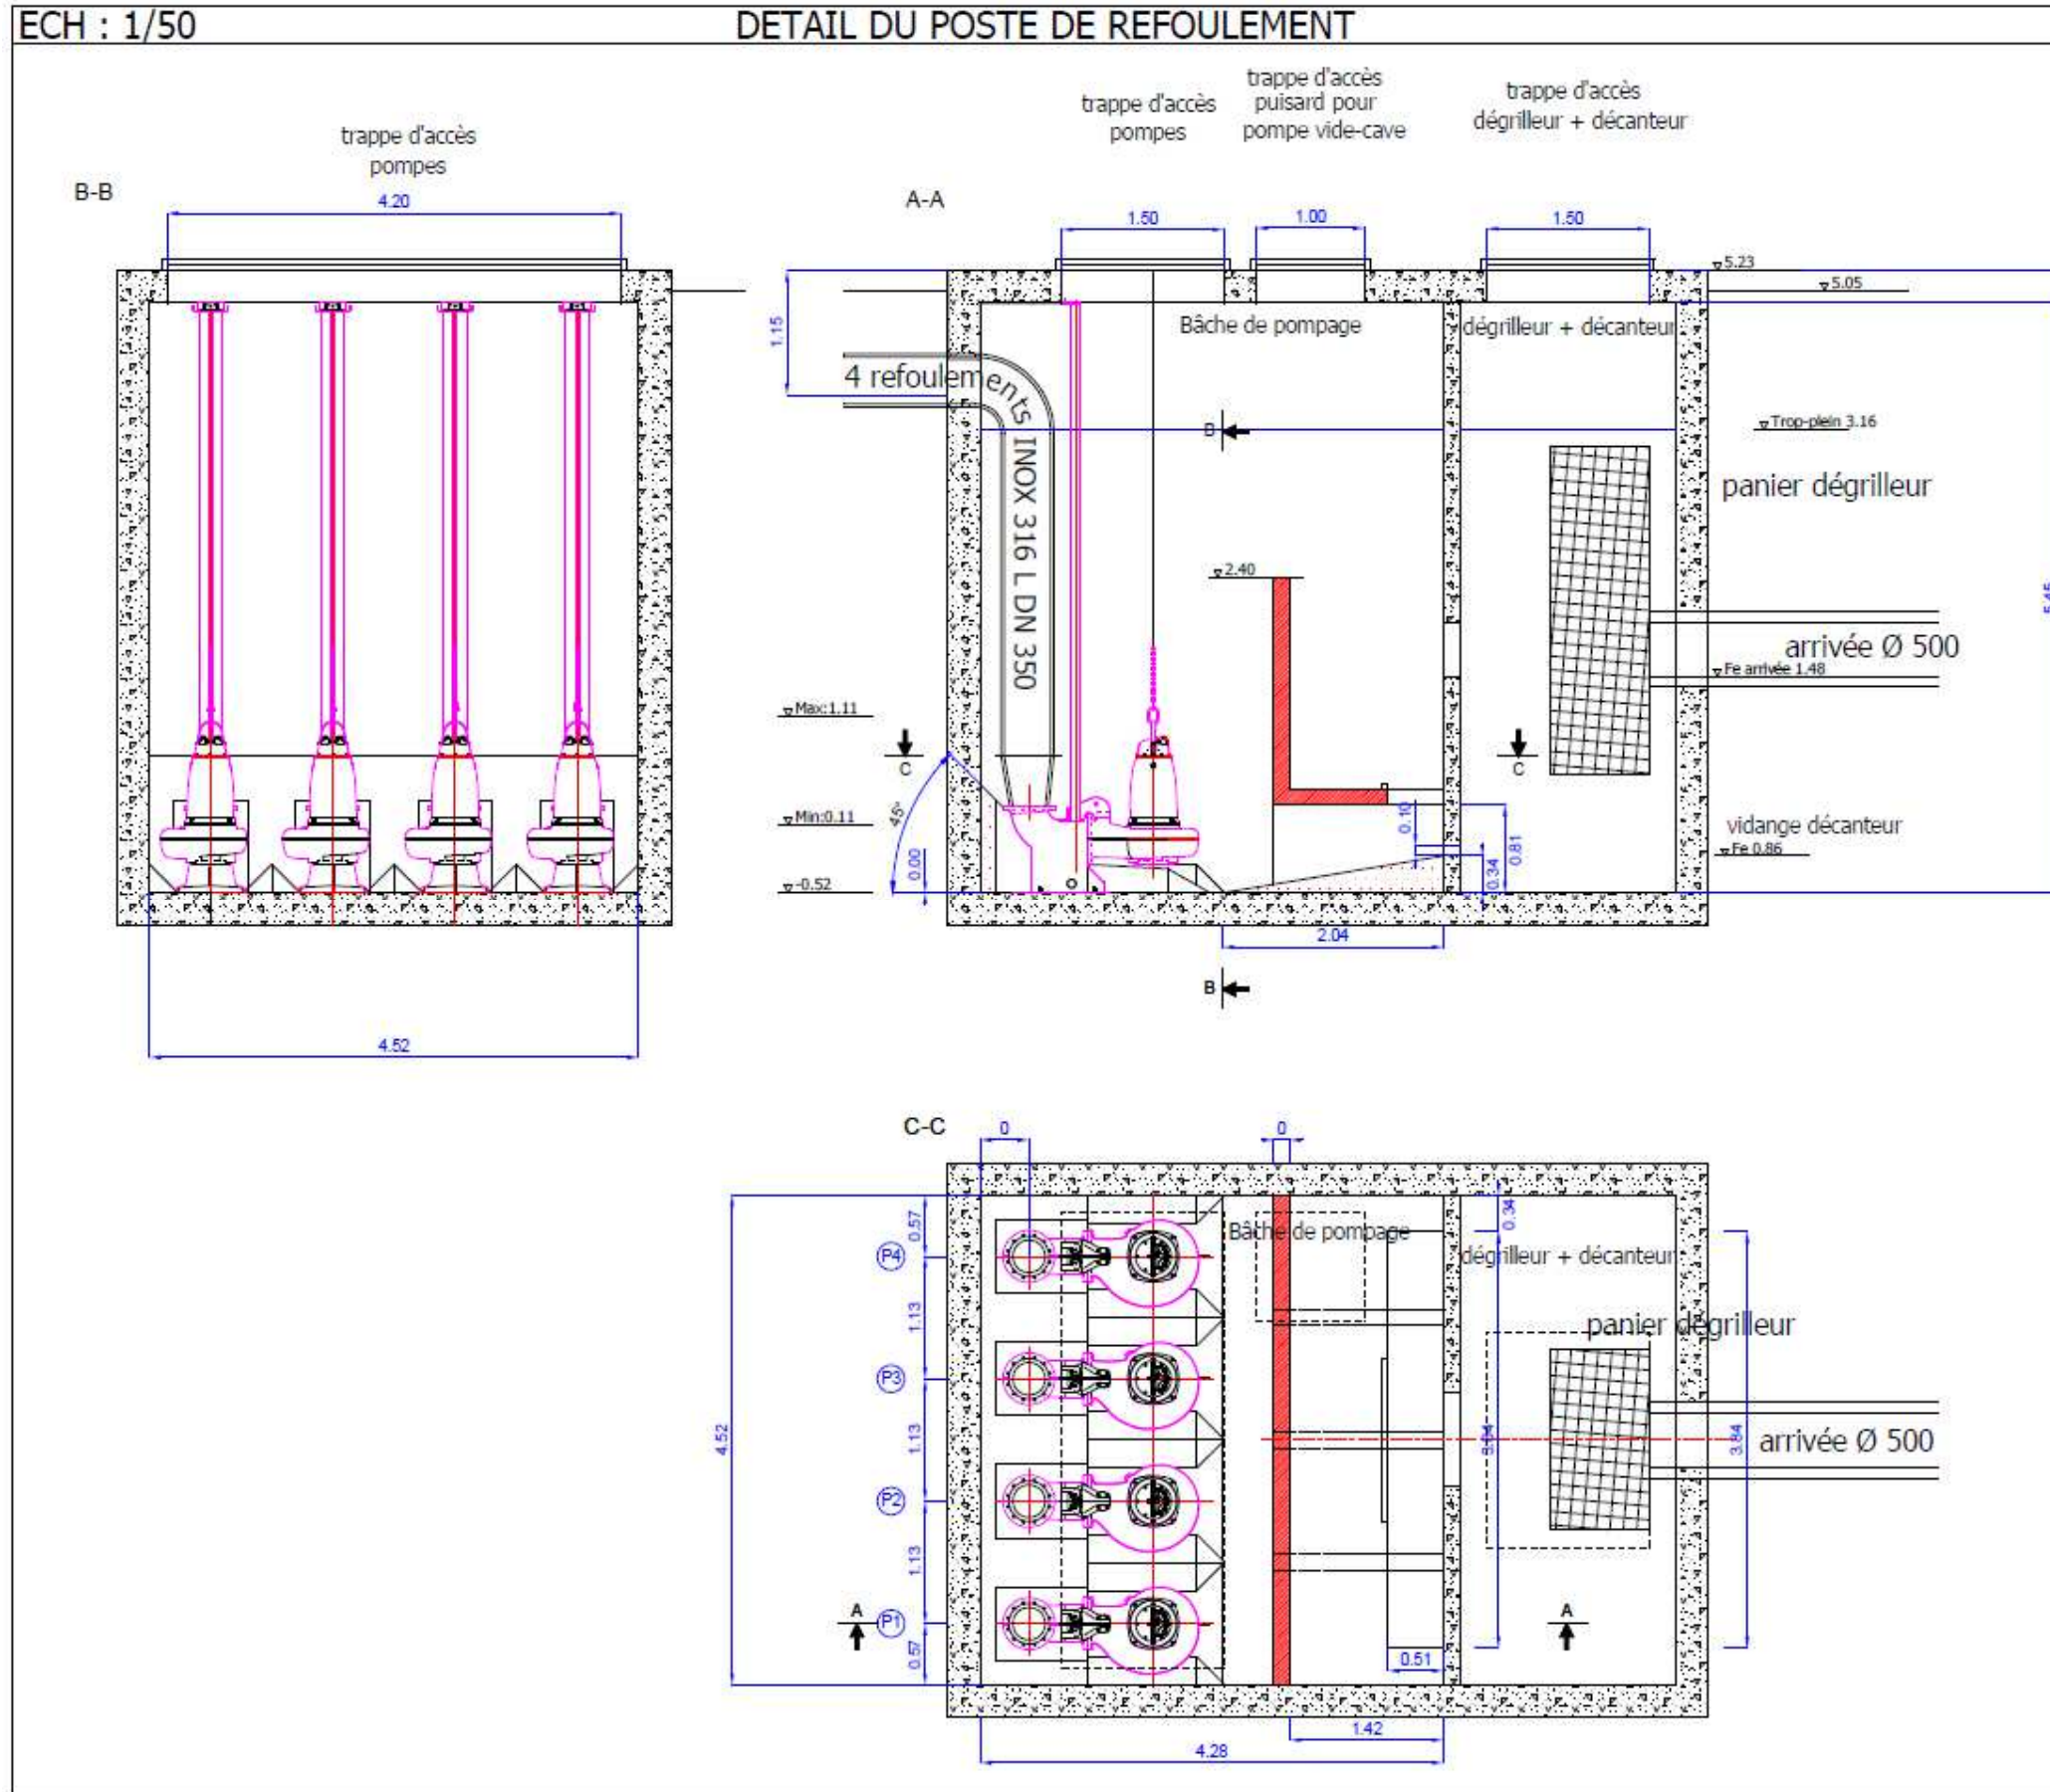 ECH : 1/50
DETAIL DU POSTE DE REFOULEMENT
trappe d'accès
pompes
B-B
4.20
4.52
trappe d'accès
pompes
trappe d'accès
puisard pour
pompe vide-cave
trappe d'accès
dégrilleur + décanteur
A-A
1.50
1.00
1.50
5.23
5.05
Bâche de pompage
dégrilleur + décanteur
1.15
4 refoulements INOX 316 L DN 350
B
Trop-plein 3.16
panier dégrilleur
2.40
5.45
arrivée Ø 500
Fe arrivée 1.48
Max:1.11
C
C
45°
Min:0.11
0.10
0.81
0.34
vidange décanteur
Fe 0.86
0.00
-0.52
2.04
B
C-C
0
0
0.57
0.34
P4
Bâche de pompage
dégrilleur + décanteur
1.13
panier dégrilleur
P3
4.52
1.13
3.84
arrivée Ø 500
P2
1.13
A
P1
A
0.57
0.51
1.42
4.28